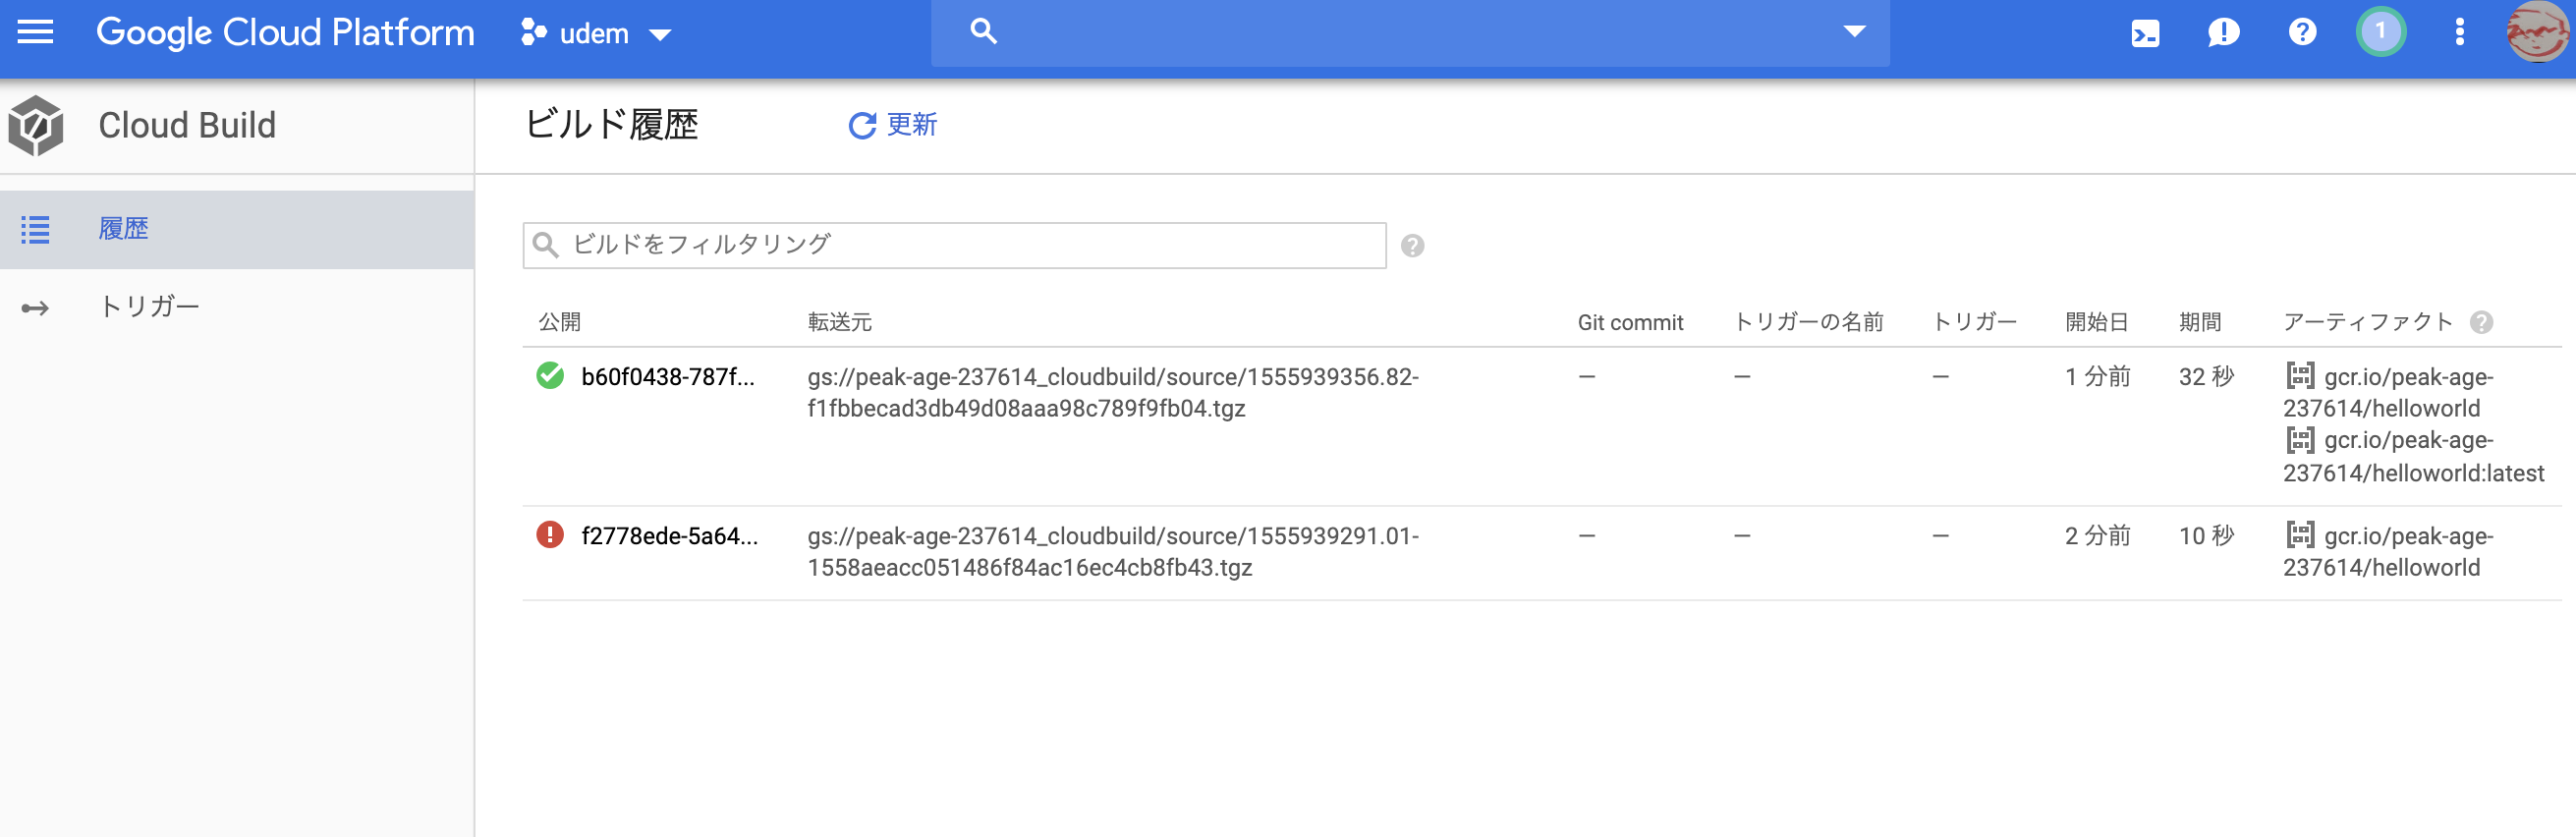 Google Cloud Platform udem 1
Cloud Build
ビルド履歴 更新
履歴
トリガー
ビルドをフィルタリング
公開 転送元 Git commit トリガーの名前 トリガー 開始日 期間 アーティファクト
b60f0438-787f... gs://peak-age-237614_cloudbuild/source/1555939356.82- — — — 1 分前 32 秒 gcr.io/peak-age-
f1fbbecad3db49d08aaa98c789f9fb04.tgz 237614/helloworld
gcr.io/peak-age-
237614/helloworld:latest
f2778ede-5a64... gs://peak-age-237614_cloudbuild/source/1555939291.01- — — — 2 分前 10 秒 gcr.io/peak-age-
1558aeacc051486f84ac16ec4cb8fb43.tgz 237614/helloworld